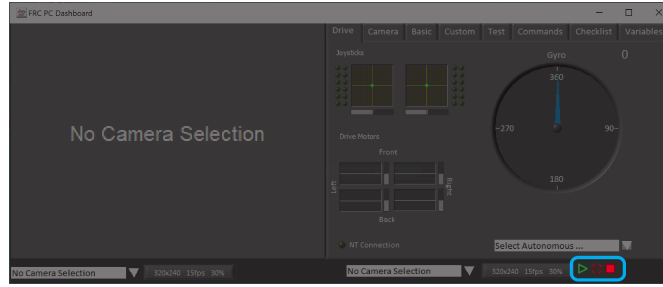 FRC PC Dashboard
Drive Camera Basic Custom Test Commands Checklist Variables
Joysticks
Gyro 0
360
No Camera Selection
-270 90-
Drive Motors
Front
Left
Right
180
Back
NT Connection
Select Autonomous ...
No Camera Selection 320x240 15fps 30%
No Camera Selection 320x240 15fps 30%